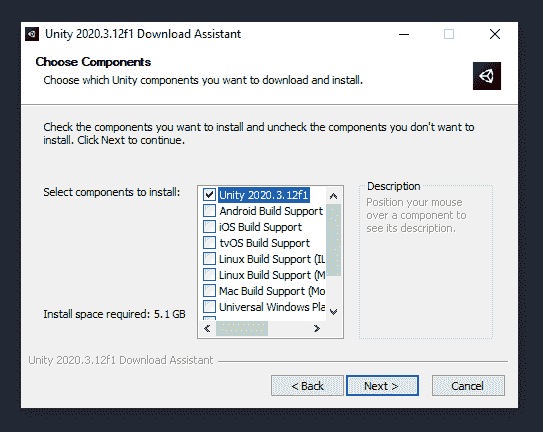 Unity 2020.3.12f1 Download Assistant
Choose Components
Choose which Unity components you want to download and install.
Check the components you want to install and uncheck the components you don't want to
install. Click Next to continue.
Select components to install:
Unity 2020.3.12f1
Android Build Support
iOS Build Support
tvOS Build Support
Linux Build Support (IL
Linux Build Support (M
Mac Build Support (Mo
Universal Windows Pla
Description
Position your mouse
over a component to
see its description.
Install space required: 5.1 GB
Unity 2020.3.12f1 Download Assistant
< Back
Next >
Cancel